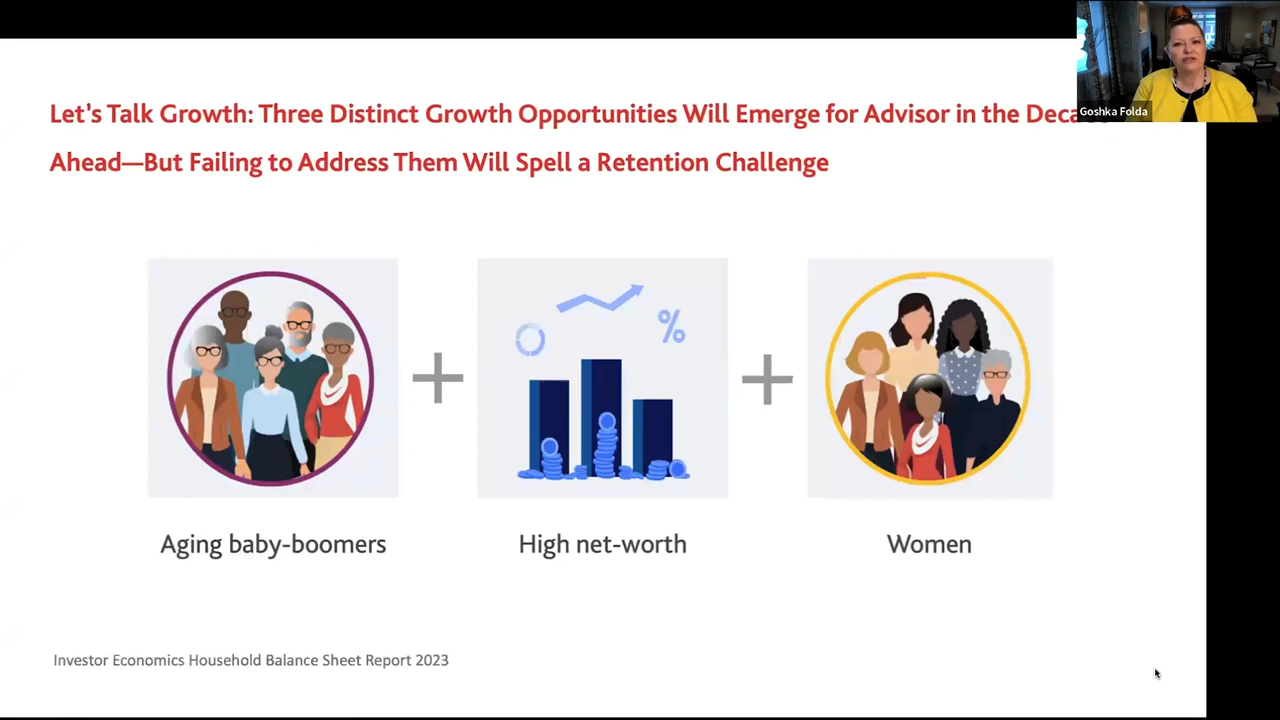 Let's Talk Growth: Three Distinct Growth Opportunities Will Emerge for Advisor in the
Ahead—But Failing to Address Them Will Spell a Retention Challenge
Goshka Folda
%
Aging baby-boomers
High net-worth
Women
Investor Economics Household Balance Sheet Report 2023